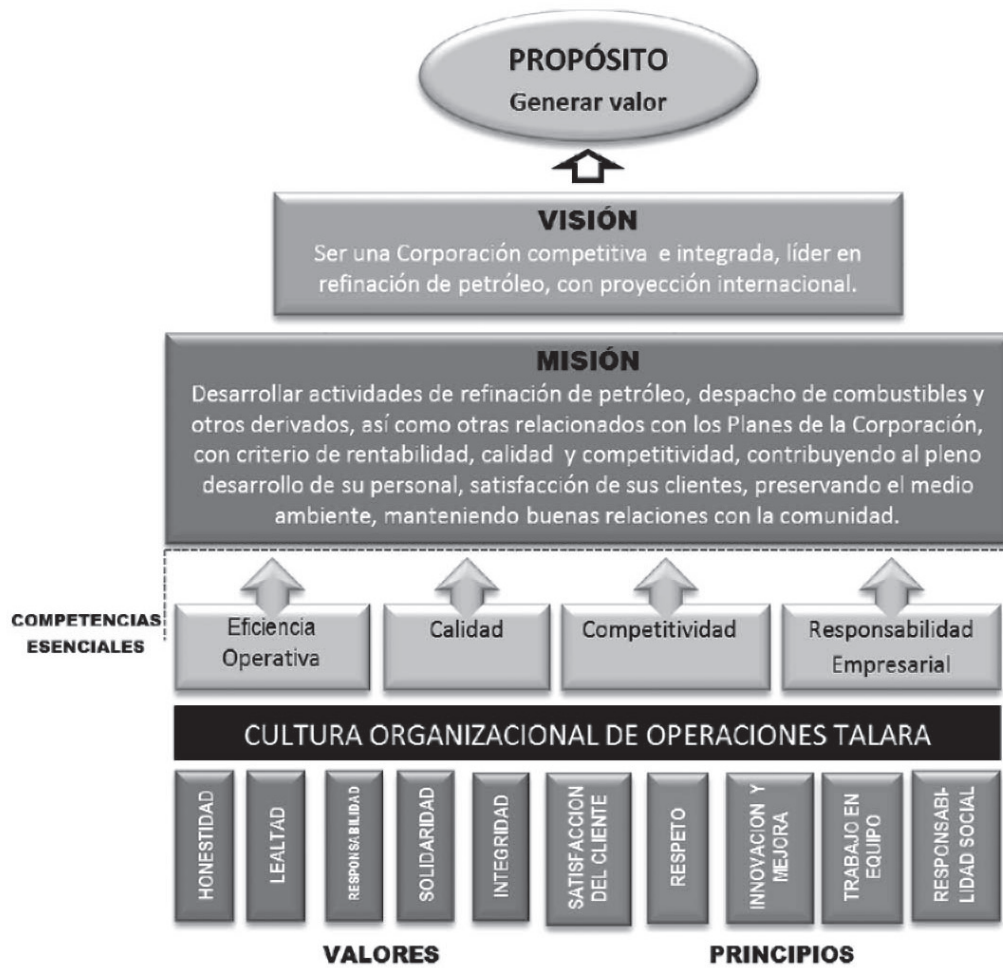 PROPÓSITO
Generar valor
VISIÓN
Ser una Corporación competitiva e integrada, líder en
refinación de petróleo, con proyección internacional.
MISIÓN
Desarrollar actividades de refinación de petróleo, despacho de combustibles y
otros derivados, así como otras relacionados con los Planes de la Corporación,
con criterio de rentabilidad, calidad y competitividad, contribuyendo al pleno
desarrollo de su personal, satisfacción de sus clientes, preservando el medio
ambiente, manteniendo buenas relaciones con la comunidad.
COMPETENCIAS
ESENCIALES
Eficiencia
Operativa
Calidad
Competitividad
Responsabilidad
Empresarial
CULTURA ORGANIZACIONAL DE OPERACIONES TALARA
HONESTIDAD
LEALTAD
RESPONSABILIDAD
SOLIDARIDAD
INTEGRIDAD
SATISFACCION
DEL CLIENTE
RESPETO
INNOVACION Y
MEJORA
TRABAJO EN
EQUIPO
RESPONSABI-
LIDAD SOCIAL
VALORES
PRINCIPIOS